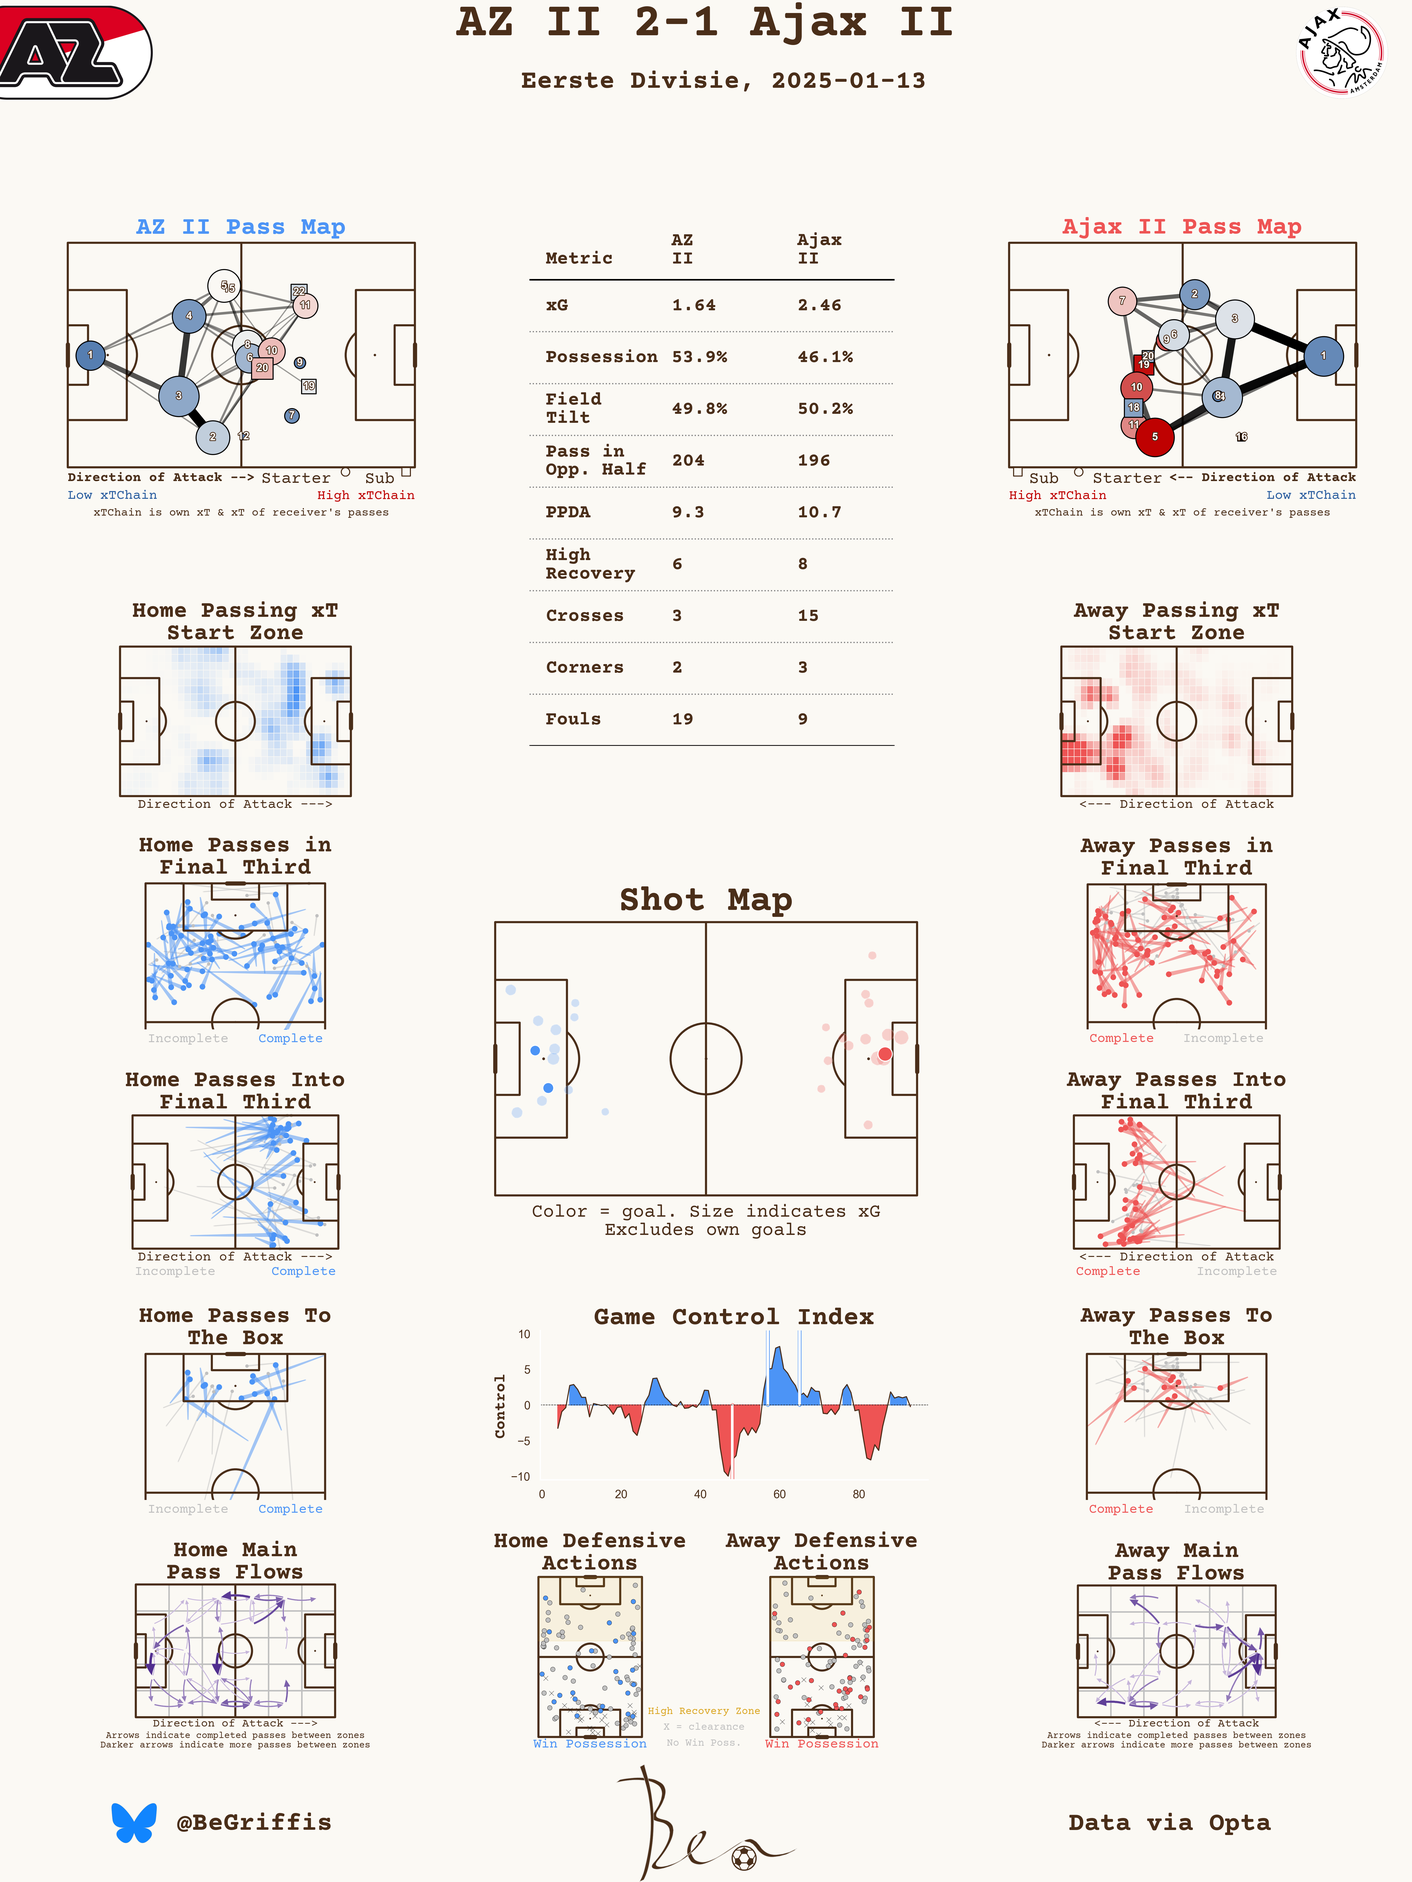 AZ II 2-1 Ajax II
Eerste Divisie, 2025-01-13
AZ
AJAX
AMSTERDAM
AZ II Pass Map
5
15
22
11
4
8
10
6
1
20
9
19
3
7
2
12
Direction of Attack --> Starter Sub
Low xTChain High xTChain
xTChain is own xT & xT of receiver's passes
Metric AZ II Ajax II
xG 1.64 2.46
Possession 53.9% 46.1%
Field Tilt 49.8% 50.2%
Pass in Opp. Half 204 196
PPDA 9.3 10.7
High Recovery 6 8
Crosses 3 15
Corners 2 3
Fouls 19 9
Ajax II Pass Map
7
2
3
6
9
20
19
1
10
8
4
18
11
5
16
Sub Starter <-- Direction of Attack
High xTChain Low xTChain
xTChain is own xT & xT of receiver's passes
Home Passing xT
Start Zone
Direction of Attack --->
Away Passing xT
Start Zone
<--- Direction of Attack
Home Passes in
Final Third
Incomplete Complete
Away Passes in
Final Third
Complete Incomplete
Shot Map
Color = goal. Size indicates xG
Excludes own goals
Home Passes Into
Final Third
Direction of Attack --->
Incomplete Complete
Away Passes Into
Final Third
<--- Direction of Attack
Complete Incomplete
Home Passes To
The Box
Incomplete Complete
Game Control Index
Control
10
5
0
−5
−10
0 20 40 60 80
Away Passes To
The Box
Complete Incomplete
Home Main
Pass Flows
Direction of Attack --->
Arrows indicate completed passes between zones
Darker arrows indicate more passes between zones
Home Defensive
Actions
Win Possession
High Recovery Zone
X = clearance
No Win Poss.
Away Defensive
Actions
Win Possession
Away Main
Pass Flows
<--- Direction of Attack
Arrows indicate completed passes between zones
Darker arrows indicate more passes between zones
@BeGriffis
Ben
Data via Opta